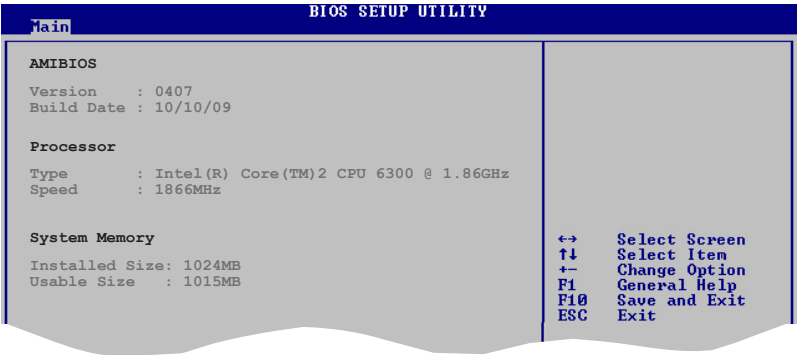 BIOS SETUP UTILITY
Main
AMIBIOS
Version : 0407
Build Date : 10/10/09
Processor
Type : Intel(R) Core(TM)2 CPU 6300 @ 1.86GHz
Speed : 1866MHz
System Memory
Installed Size: 1024MB
Usable Size : 1015MB
←→ Select Screen
↑↓ Select Item
+- Change Option
F1 General Help
F10 Save and Exit
ESC Exit